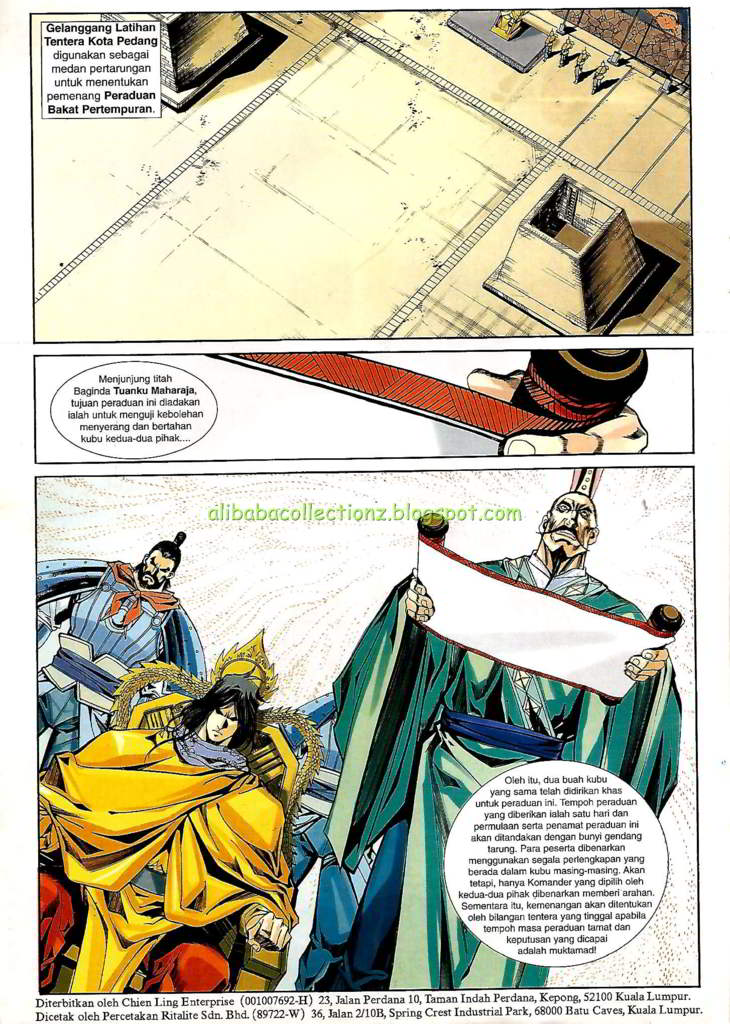 Gelanggang Latihan
Tentera Kota Pedang
digunakan sebagai
medan pertarungan
untuk menentukan
pemenang Peraduan
Bakat Pertempuran.
Menjunjung titah
Baginda Tuanku Maharaja,
tujuan peraduan ini diadakan
ialah untuk menguji kebolehan
menyerang dan bertahan
kubu kedua-dua pihak....
alibabacollectionz.blogspot.com
Oleh itu, dua buah kubu
yang sama telah didirikan khas
untuk peraduan ini. Tempoh peraduan
yang diberikan ialah satu hari dan
permulaan serta penamat peraduan ini
akan ditandakan dengan bunyi gendang
tarung. Para peserta dibenarkan
menggunakan segala perlengkapan yang
berada dalam kubu masing-masing. Akan
tetapi, hanya Komander yang dipilih oleh
kedua-dua pihak dibenarkan memberi arahan.
Sementara itu, kemenangan akan ditentukan
oleh bilangan tentera yang tinggal apabila
tempoh masa peraduan tamat dan
keputusan yang dicapai
adalah muktamad!
Diterbitkan oleh Chien Ling Enterprise (001007692-H) 23, Jalan Perdana 10, Taman Indah Perdana, Kepong, 52100 Kuala Lumpur.
Dicetak oleh Percetakan Ritalite Sdn. Bhd. (89722-W) 36, Jalan 2/10B, Spring Crest Industrial Park, 68000 Batu Caves, Kuala Lumpur.